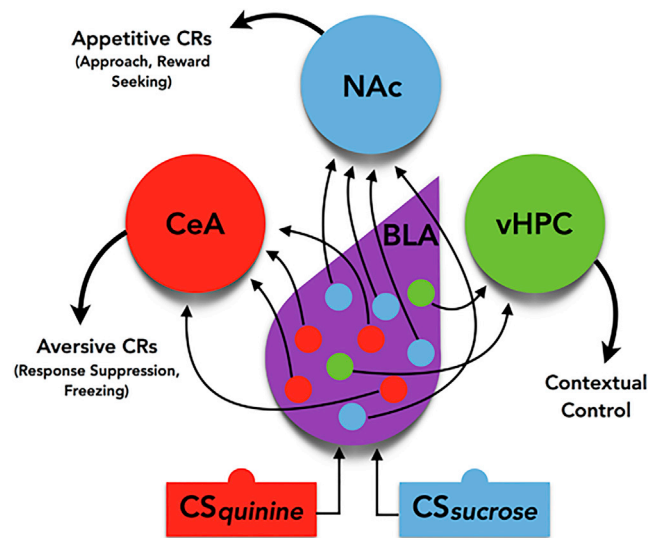 Appetitive CRs
(Approach, Reward
Seeking)
NAc
CeA
BLA
vHPC
Aversive CRs
(Response Suppression,
Freezing)
Contextual
Control
CSquinine
CSsucrose